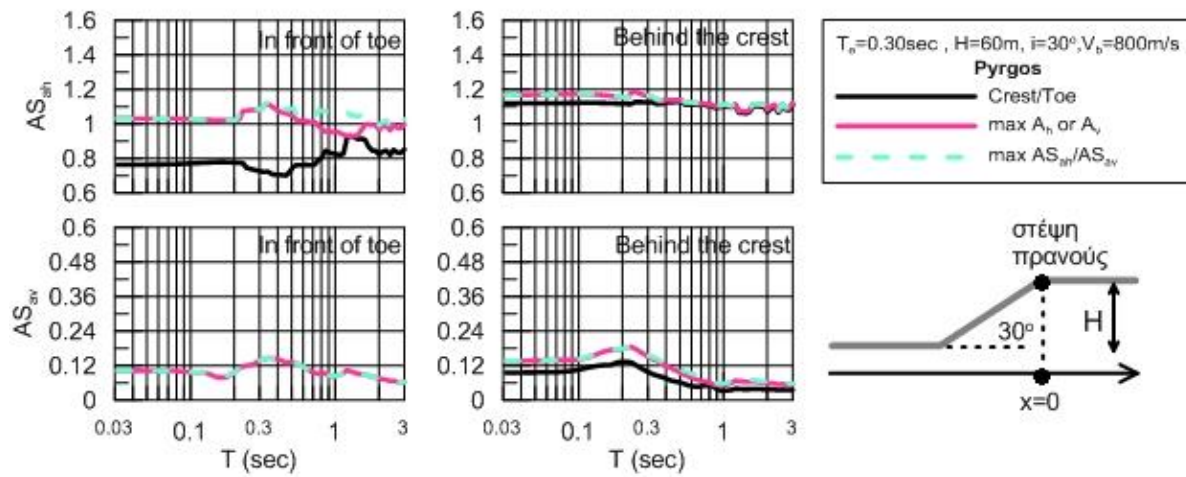 1.6
1.4
1.2
1
0.8
0.6
AS_ah
In front of toe
1.6
1.4
1.2
1
0.8
0.6
Behind the crest
T_e=0.30sec , H=60m, i=30°,V_b=800m/s
Pyrgos
Crest/Toe
max A_h or A_v
max AS_ah/AS_av
0.6
0.48
0.36
0.24
0.12
0
AS_av
In front of toe
0.03
0.1
0.3
1
3
T (sec)
0.6
0.48
0.36
0.24
0.12
0
Behind the crest
0.03
0.1
0.3
1
3
T (sec)
στέψη
πρανούς
30°
H
x=0